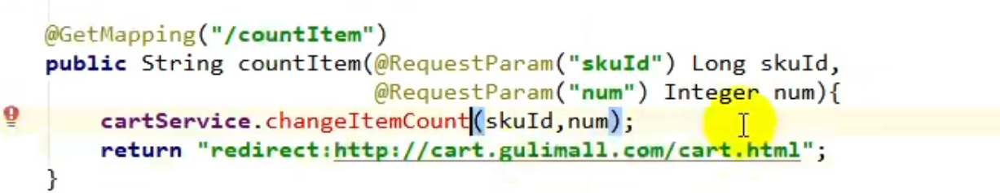 @GetMapping("/countItem")
public String countItem(@RequestParam("skuId") Long skuId,
@RequestParam("num") Integer num){
cartService.changeItemCount(skuId,num);
return "redirect:http://cart.gulimall.com/cart.html";
}